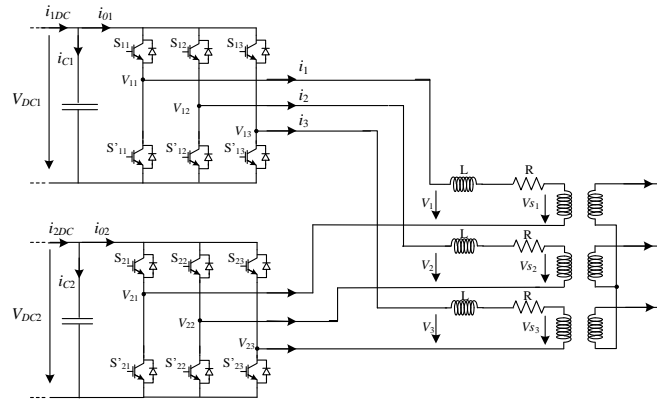 i1DC i01
S11 S12 S13
iC1
i1
V11
i2
VDC1
V12
i3
V13
S'11 S'12 S'13
L R
V1 Vs1
i2DC i02
L R
S21 S22 S23
iC2
V2 Vs2
V21
L R
V22
VDC2
V3 Vs3
V23
S'21 S'22 S'23